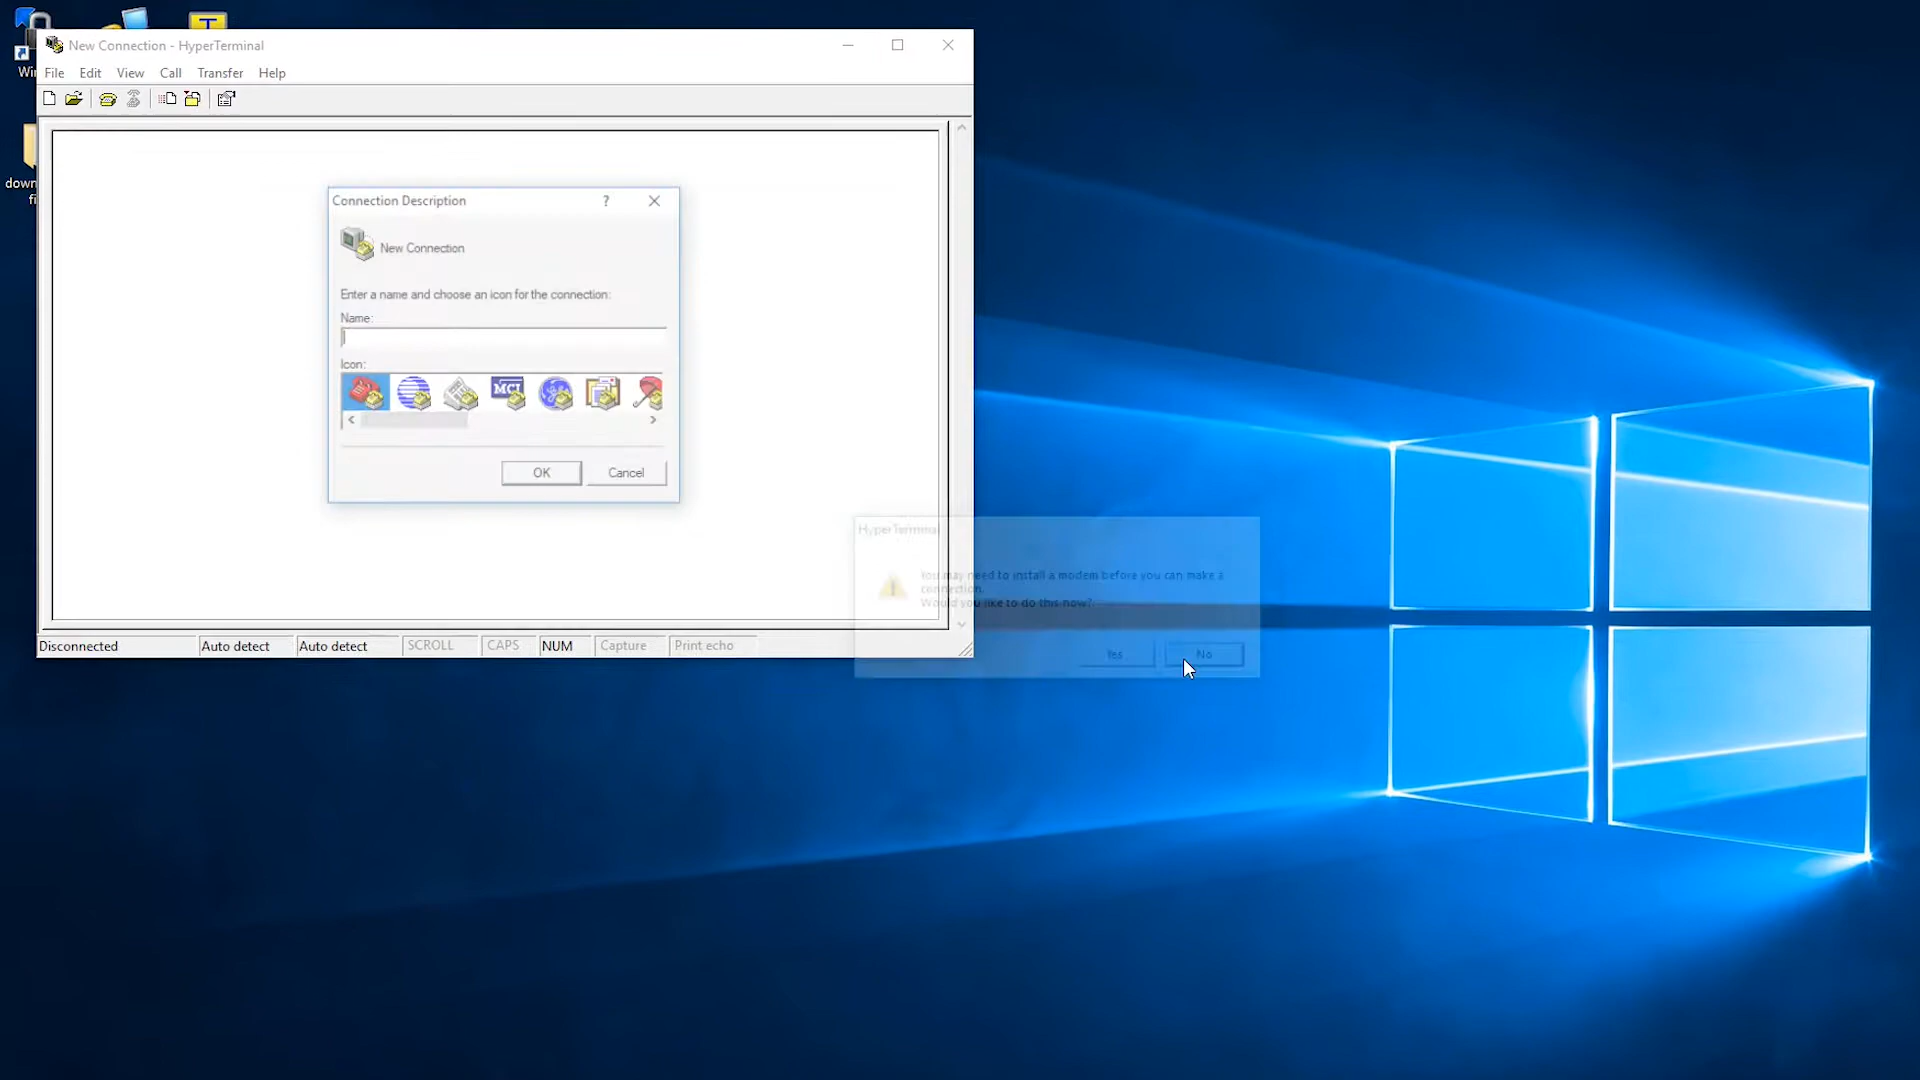 New Connection - HyperTerminal
File Edit View Call Transfer Help
Connection Description ?
New Connection
Enter a name and choose an icon for the connection:
Name:
Icon:
MCI
OK Cancel
HyperTerminal
You may need to install a modem before you can make a
connection.
Would you like to do this now?
Yes No
Disconnected Auto detect Auto detect SCROLL CAPS NUM Capture Print echo
T
Wi
down
fi